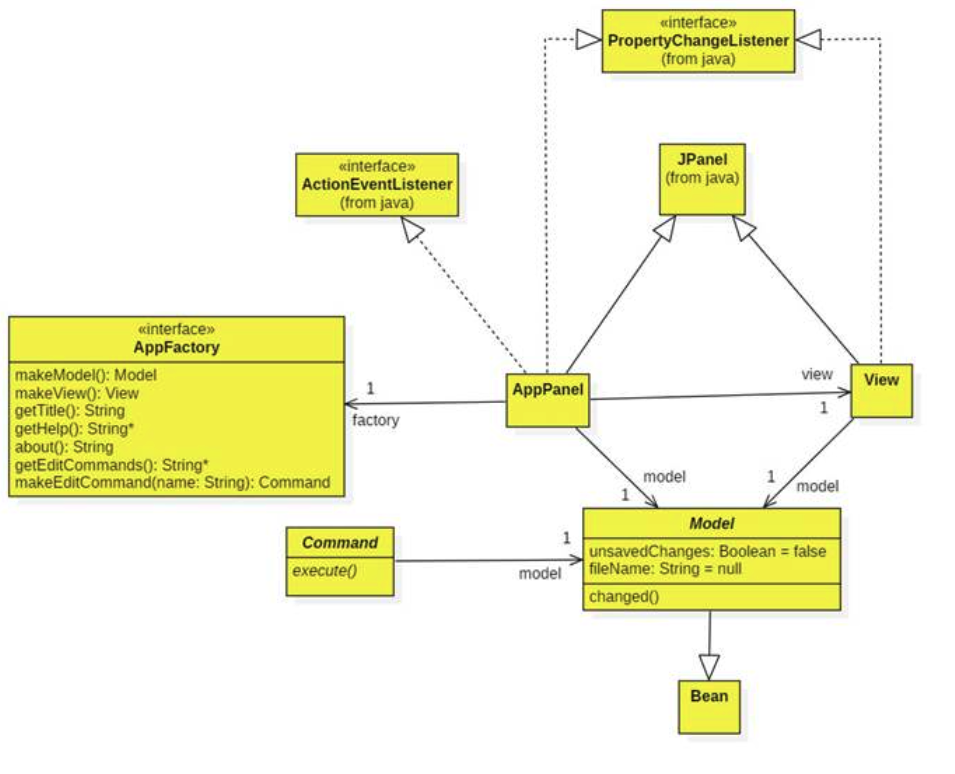 «interface»
PropertyChangeListener
(from java)
«interface»
ActionEventListener
(from java)
JPanel
(from java)
«interface»
AppFactory
makeModel(): Model
makeView(): View
getTitle(): String
getHelp(): String*
about(): String
getEditCommands(): String*
makeEditCommand(name: String): Command
1
factory
AppPanel
view
1
View
model
1
1
model
Command
execute()
1
model
Model
unsavedChanges: Boolean = false
fileName: String = null
changed()
Bean